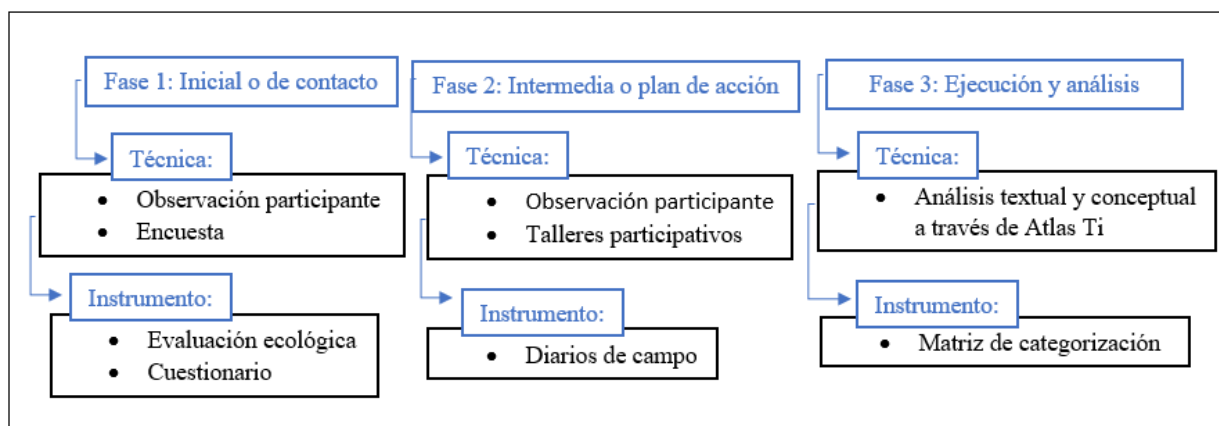 Fase 1: Inicial o de contacto
Técnica:
• Observación participante
• Encuesta
Instrumento:
• Evaluación ecológica
• Cuestionario
Fase 2: Intermedia o plan de acción
Técnica:
• Observación participante
• Talleres participativos
Instrumento:
• Diarios de campo
Fase 3: Ejecución y análisis
Técnica:
• Análisis textual y conceptual
a través de Atlas Ti
Instrumento:
• Matriz de categorización